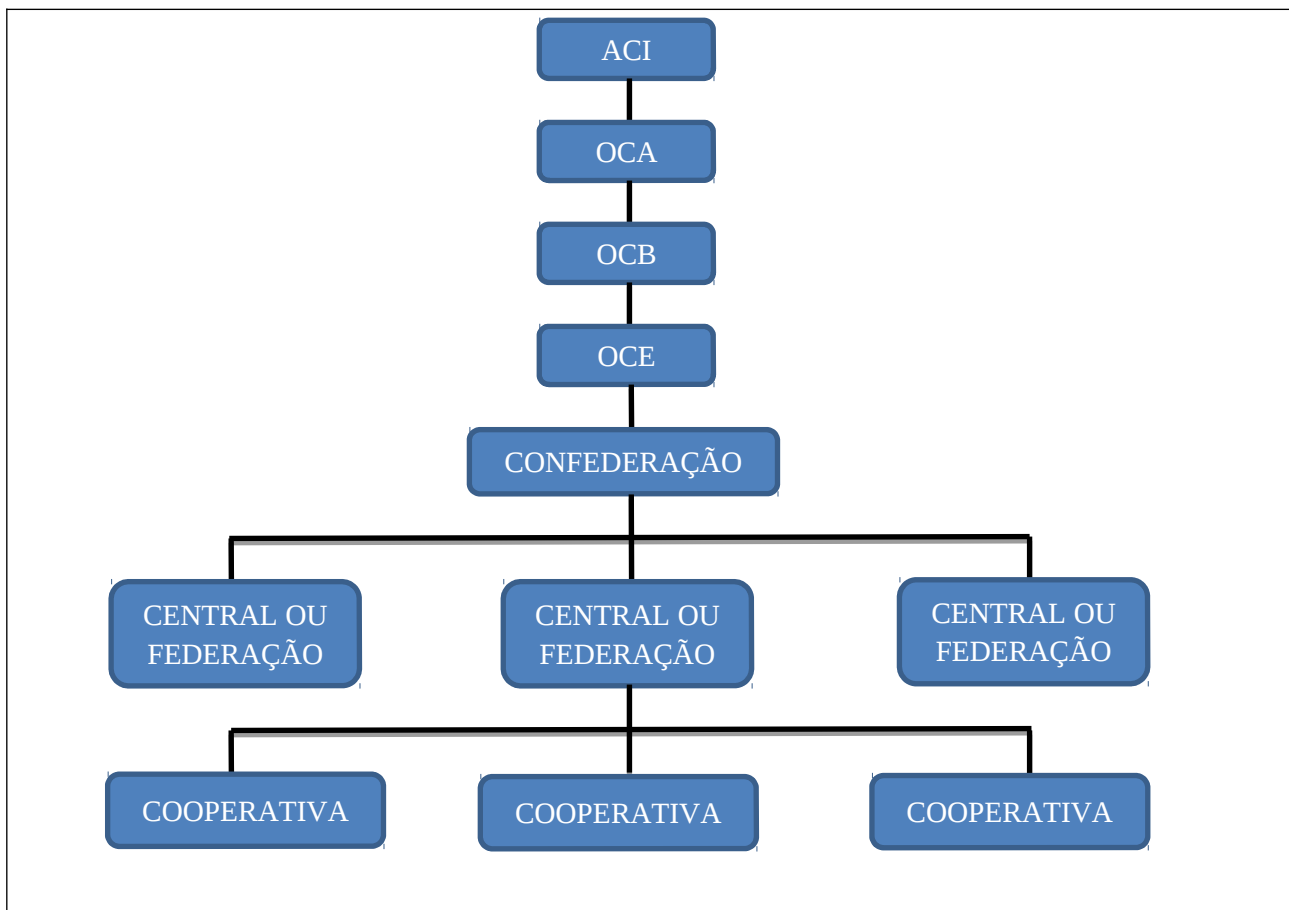 ACI
OCA
OCB
OCE
CONFEDERAÇÃO
CENTRAL OU
FEDERAÇÃO
CENTRAL OU
FEDERAÇÃO
CENTRAL OU
FEDERAÇÃO
COOPERATIVA
COOPERATIVA
COOPERATIVA